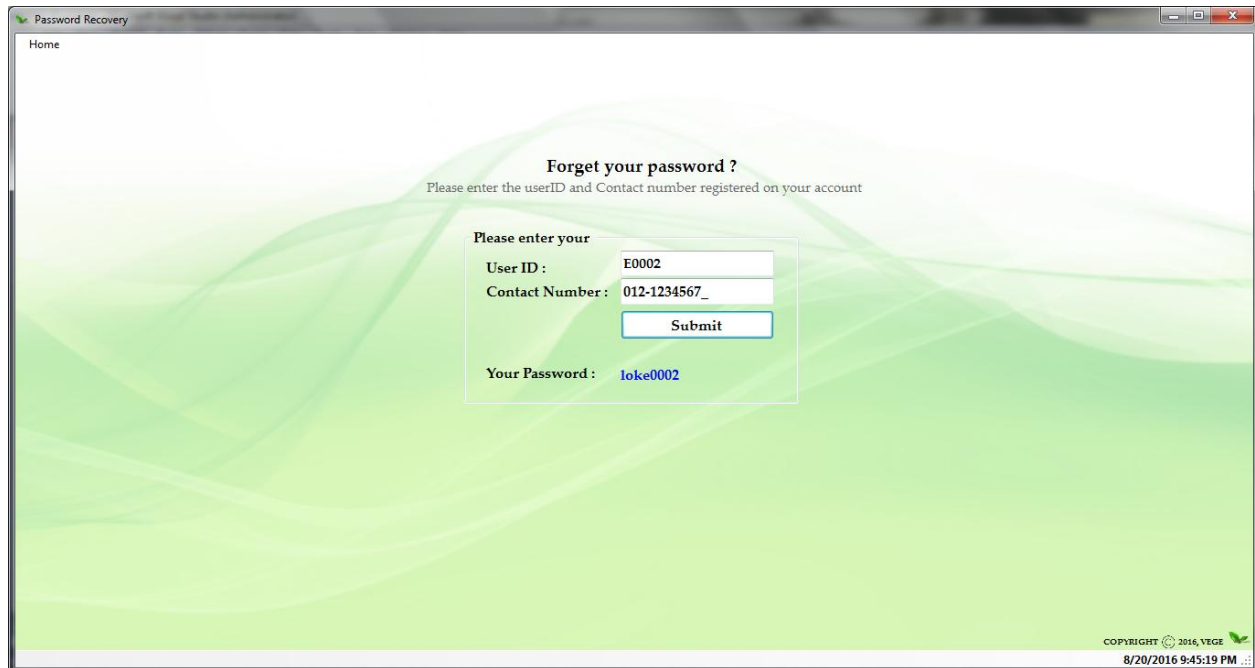 Password Recovery
Home
Forget your password ?
Please enter the userID and Contact number registered on your account
Please enter your
User ID : E0002
Contact Number : 012-1234567_
Submit
Your Password : loke0002
COPYRIGHT © 2016, VEGE
8/20/2016 9:45:19 PM